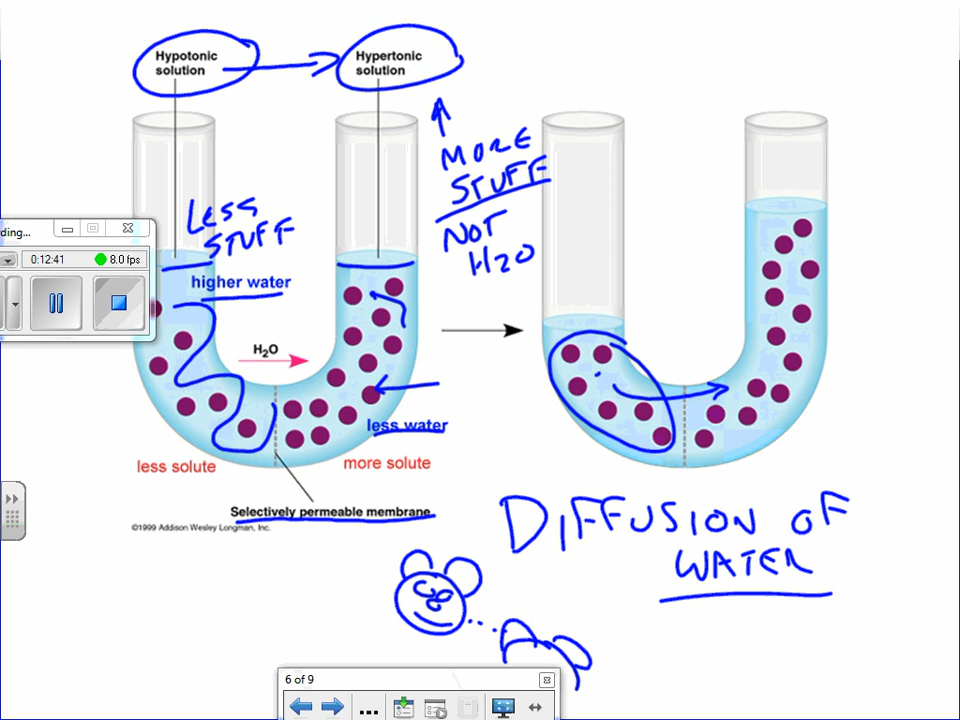 Hypotonic
solution
Hypertonic
solution
MORE
STUFF
NOT
H2O
LESS
STUFF
ding...
0:12:41
8.0 fps
higher water
H₂O
less water
less solute
more solute
Selectively permeable membrane
©1999 Addison Wesley Longman, Inc.
DIFFUSION OF
WATER
6 of 9